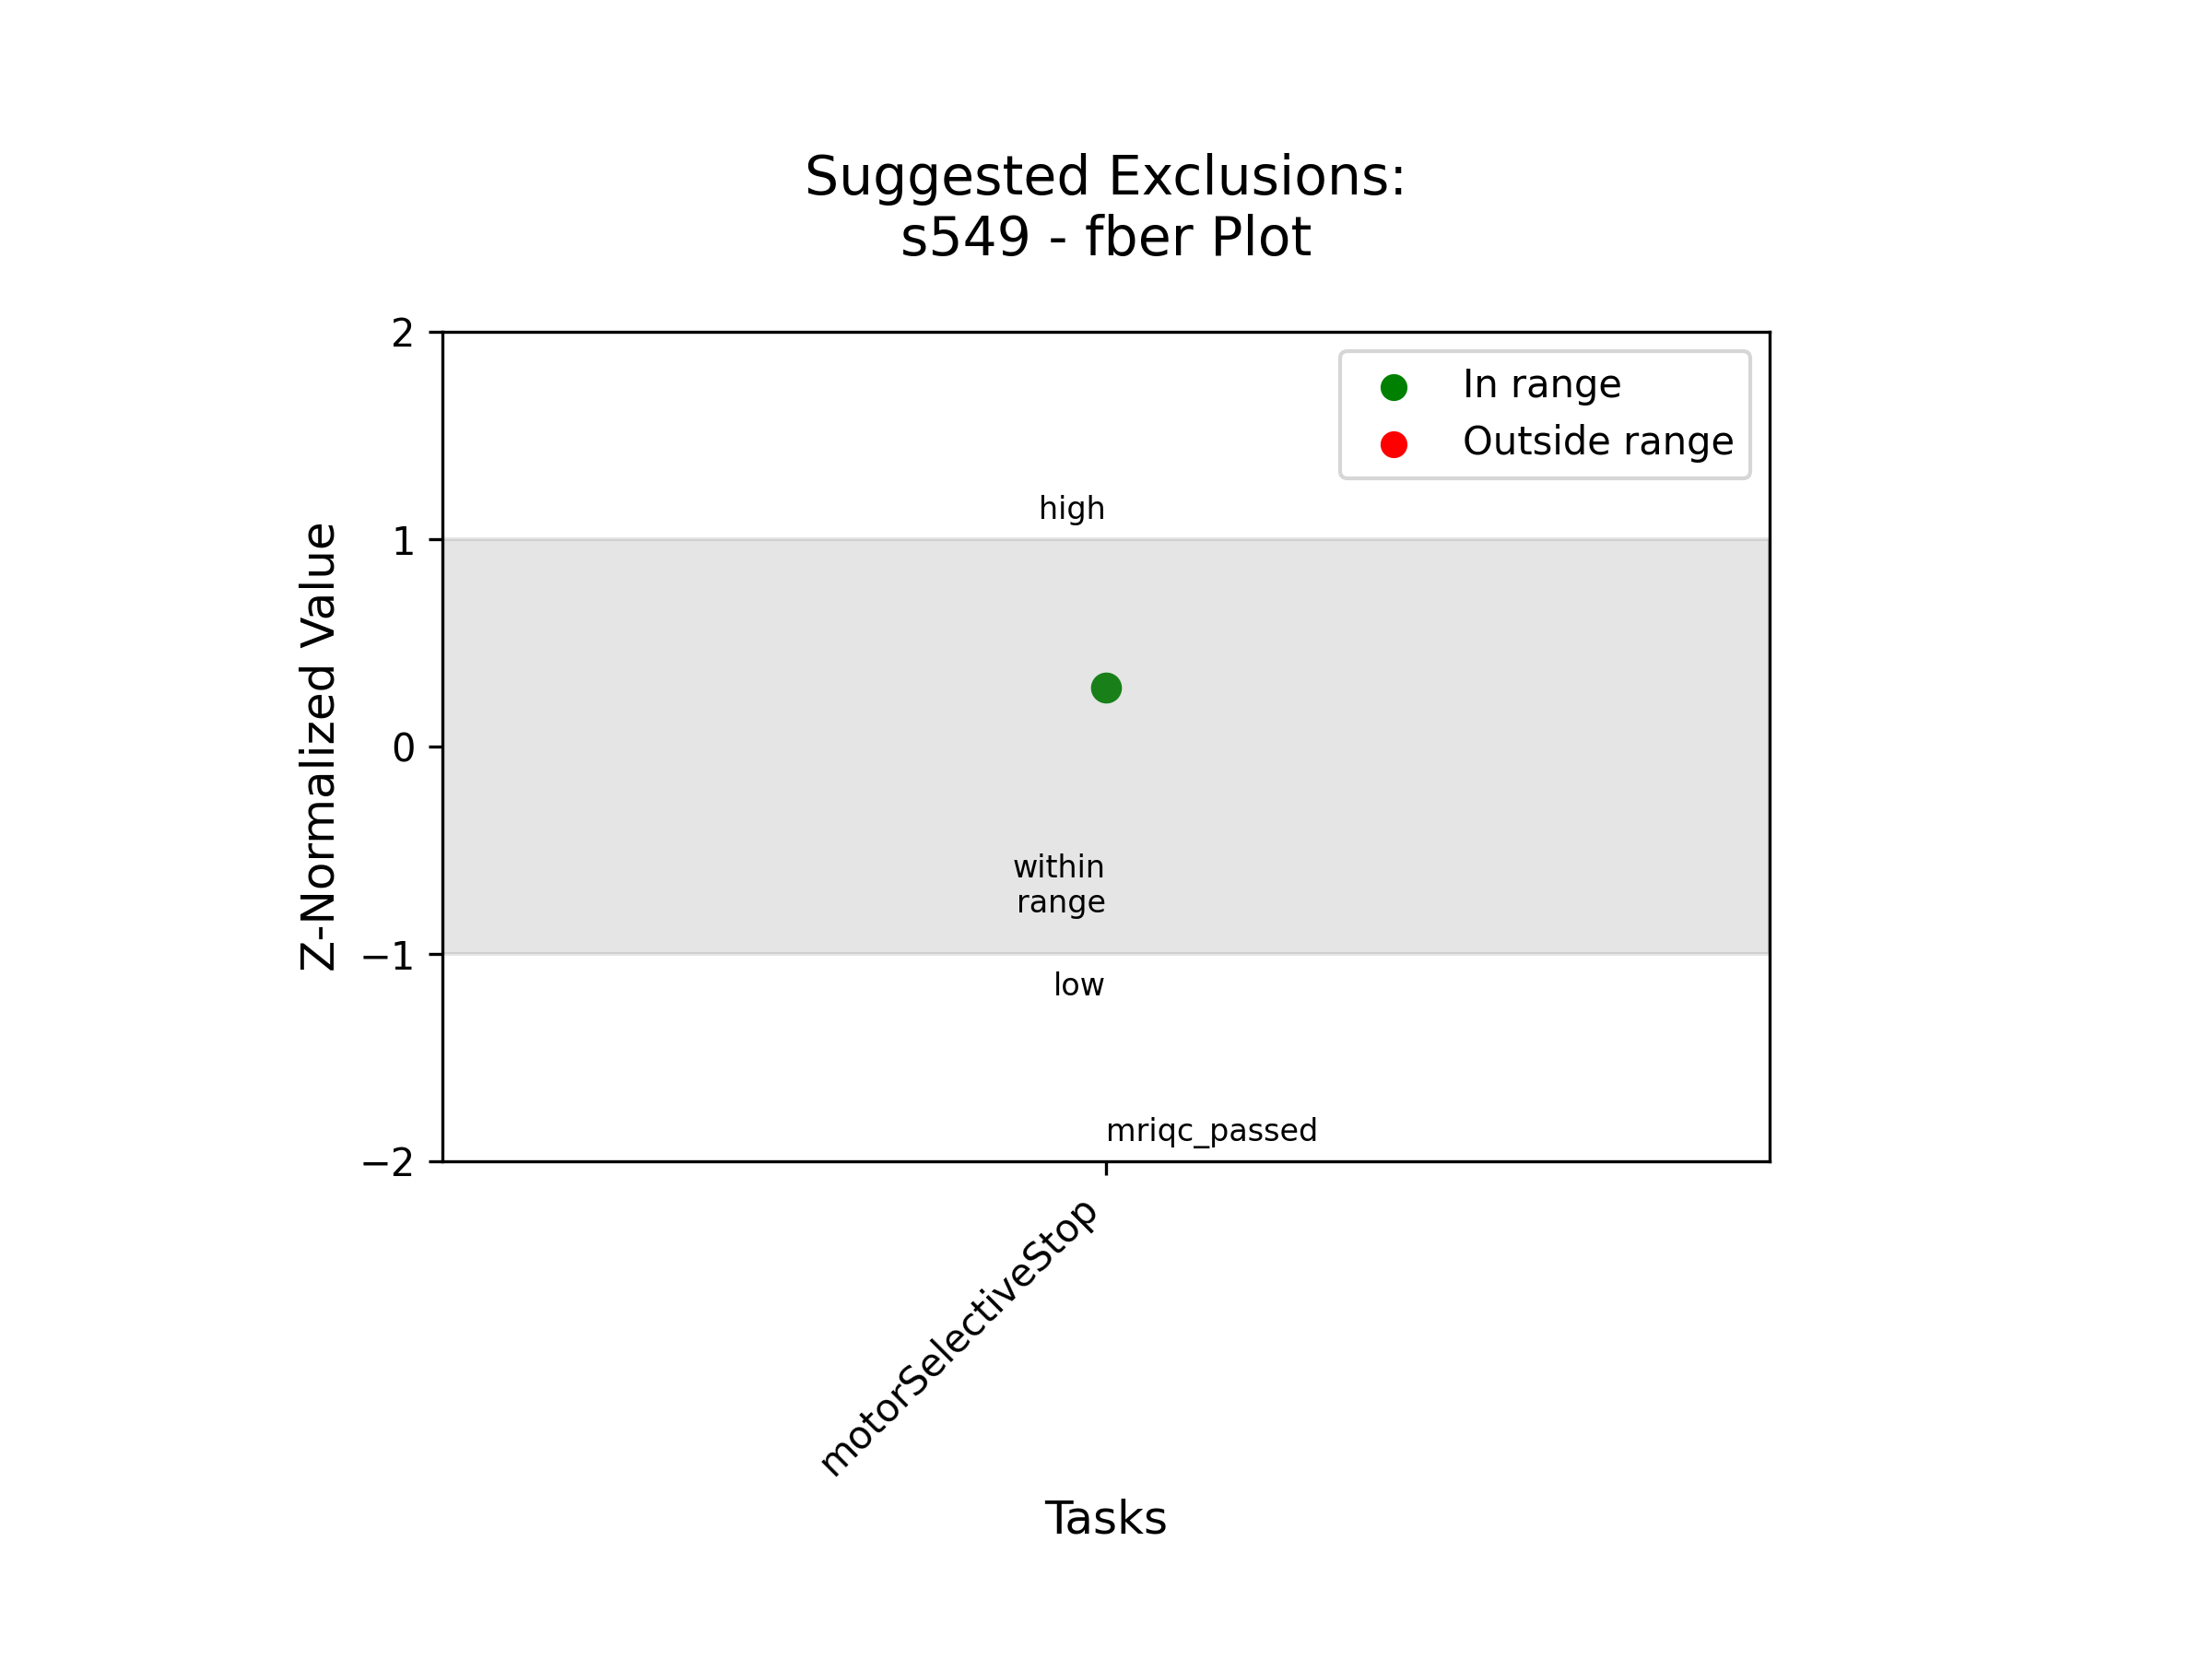 Suggested Exclusions:
s549 - fber Plot
2
1
0
−1
−2
Z-Normalized Value
In range
Outside range
high
within
range
low
mriqc_passed
motorSelectiveStop
Tasks